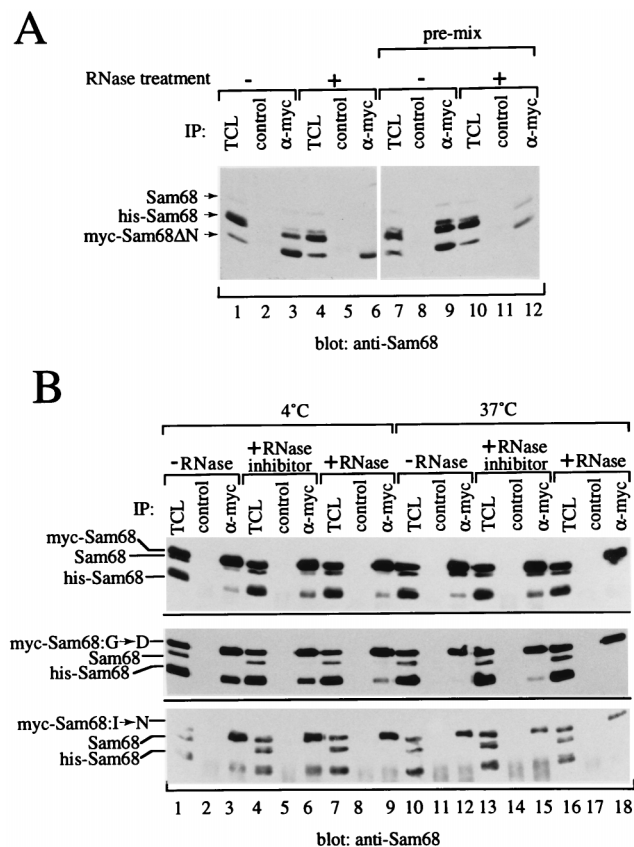 A
pre-mix
RNase treatment - + - +
IP: TCL control α-myc TCL control α-myc TCL control α-myc TCL control α-myc
Sam68
his-Sam68
myc-Sam68ΔN
1 2 3 4 5 6 7 8 9 10 11 12
blot: anti-Sam68
B
4°C 37°C
-RNase +RNase inhibitor +RNase -RNase +RNase inhibitor +RNase
IP: TCL control α-myc TCL control α-myc TCL control α-myc TCL control α-myc TCL control α-myc TCL control α-myc
myc-Sam68
Sam68
his-Sam68
myc-Sam68:G→D
Sam68
his-Sam68
myc-Sam68:I→N
Sam68
his-Sam68
1 2 3 4 5 6 7 8 9 10 11 12 13 14 15 16 17 18
blot: anti-Sam68